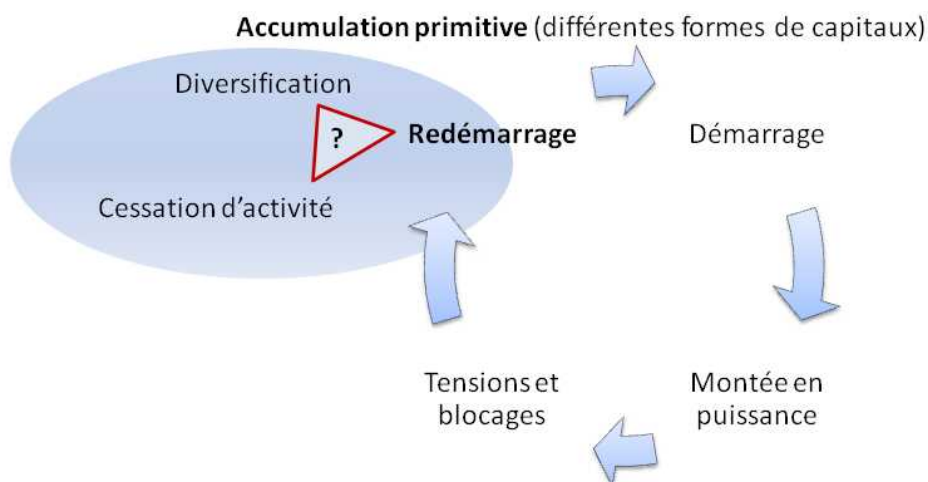 Accumulation primitive (différentes formes de capitaux)
Diversification
?
Redémarrage
Démarrage
Cessation d'activité
Tensions et
blocages
Montée en
puissance